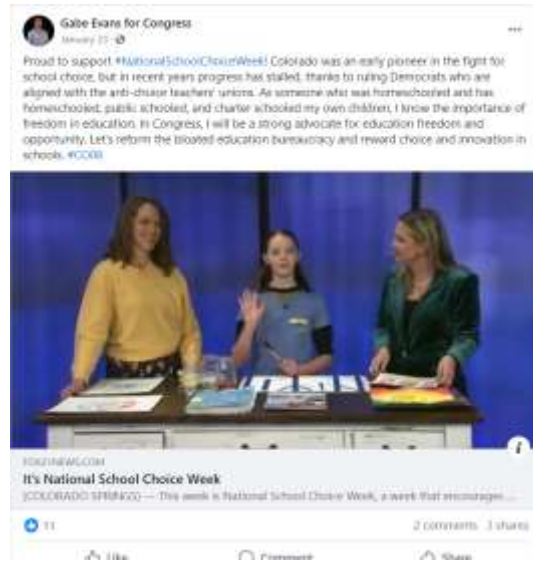 Gabe Evans for Congress
January 23
Proud to support #NationalSchoolChoiceWeek! Colorado was an early pioneer in the fight for
school choice, but in recent years progress has stalled, thanks to ruling Democrats who are
aligned with the anti-choice teachers' unions. As someone who was homeschooled and has
homeschooled, public schooled, and charter schooled my own children, I know the importance of
freedom in education. In Congress, I will be a strong advocate for education freedom and
opportunity. Let's reform the bloated education bureaucracy and reward choice and innovation in
schools. #CO08
i
FOX21NEWS.COM
It's National School Choice Week
(COLORADO SPRINGS) — This week is National School Choice Week, a week that encourages ...
11
2 comments 3 shares
Like Comment Share